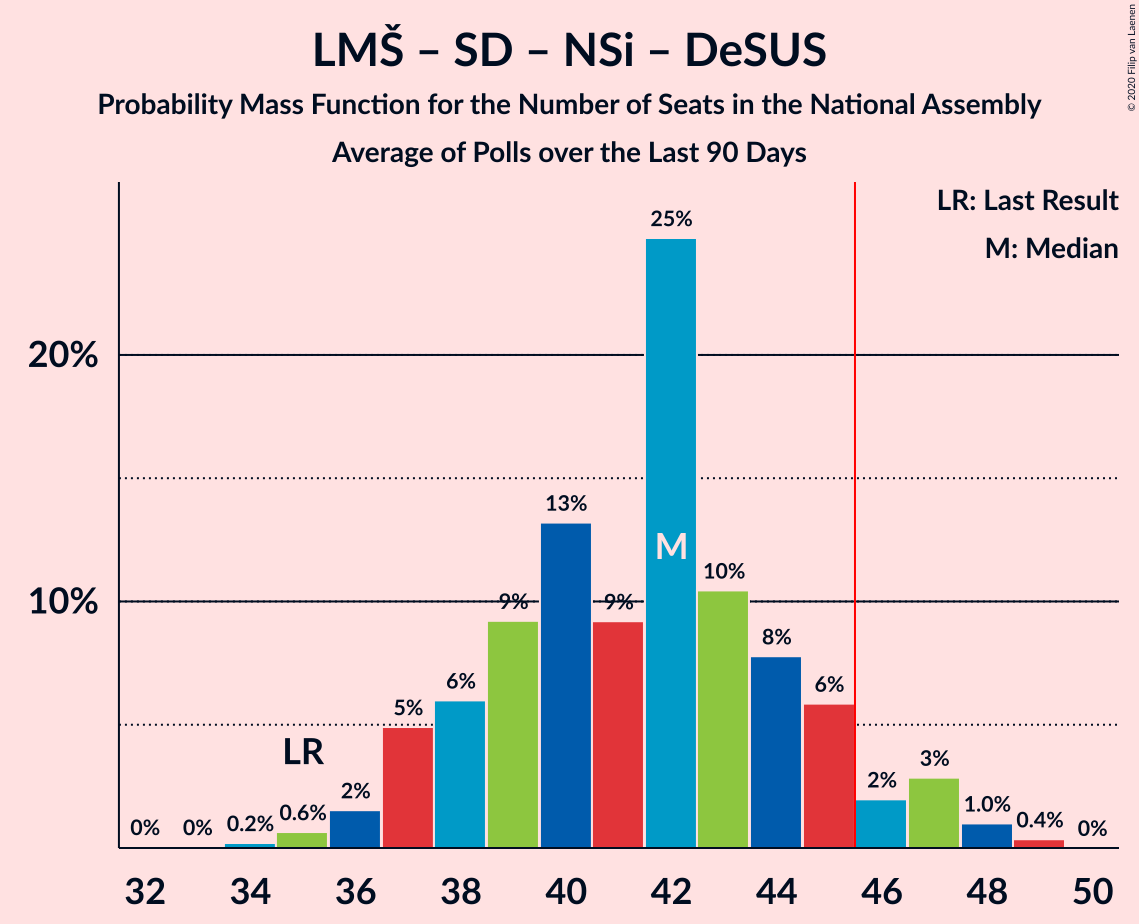 LMŠ – SD – NSi – DeSUS
Probability Mass Function for the Number of Seats in the National Assembly
Average of Polls over the Last 90 Days
© 2020 Filip van Laenen
LR: Last Result
M: Median
20%
10%
0%
0%
0.2%
0.6%
LR
2%
5%
6%
9%
13%
9%
25%
M
10%
8%
6%
2%
3%
1.0%
0.4%
0%
32 34 36 38 40 42 44 46 48 50